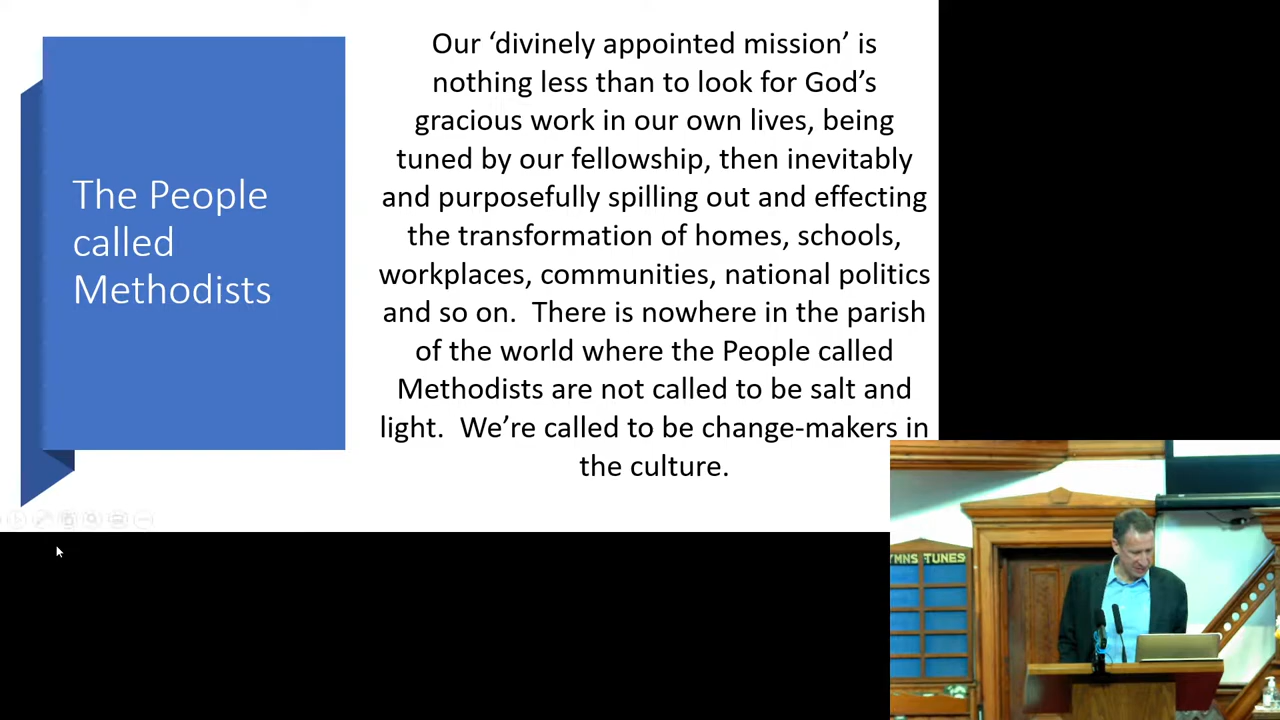 The People
called
Methodists
Our ‘divinely appointed mission’ is
nothing less than to look for God’s
gracious work in our own lives, being
tuned by our fellowship, then inevitably
and purposefully spilling out and effecting
the transformation of homes, schools,
workplaces, communities, national politics
and so on.  There is nowhere in the parish
of the world where the People called
Methodists are not called to be salt and
light.  We’re called to be change-makers in
the culture.
YMNS TUNES